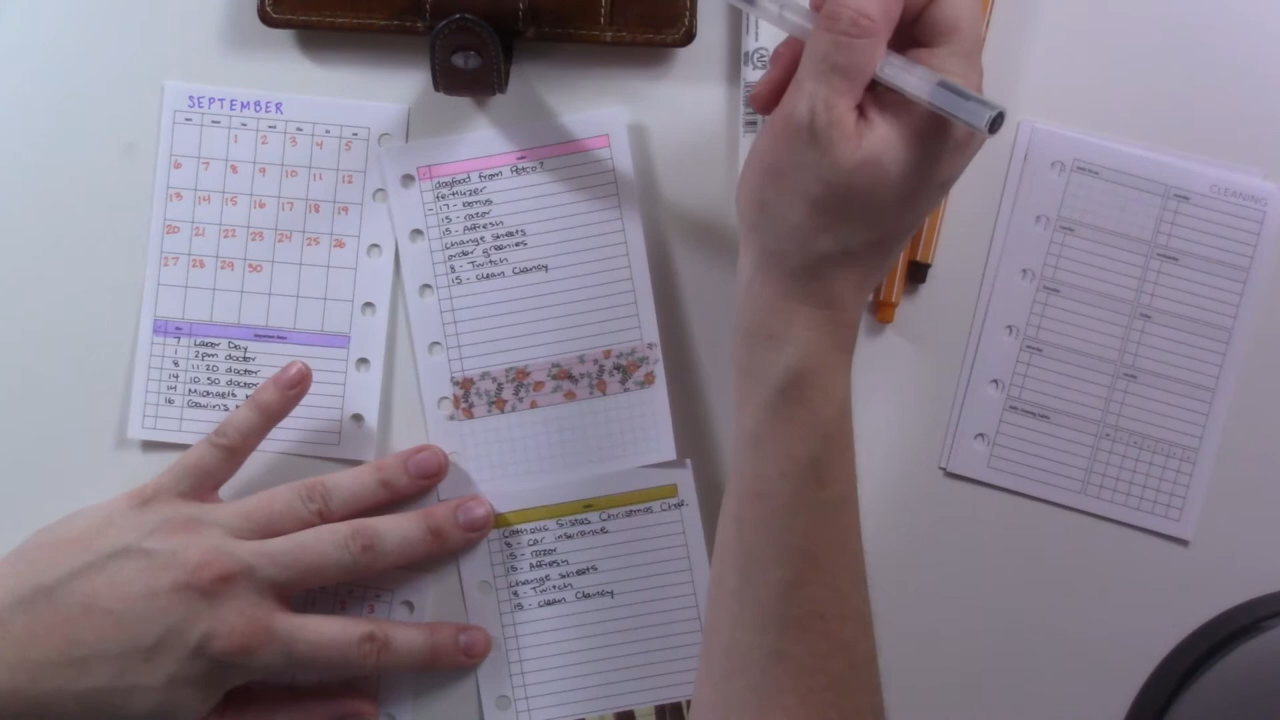 SEPTEMBER
1 2 3 4 5
6 7 8 9 10 11 12
13 14 15 16 17 18 19
20 21 22 23 24 25 26
27 28 29 30
7 Labor Day
1 2pm doctor
8 11:20 doctor
14 10:50 doctor
14 Michael's
16 Gawin's
dogfood from Petco?
fertilizer
- 17 - bonus
15 - razor
15 - Affresh
change sheets
order greenies
8 - Twitch
15 - clean Clancy
Catholic Sistas Christmas Chal.
8 - car insurance
15 - razor
15 - Affresh
change sheets
8 - Twitch
15 - clean Clancy
CLEANING